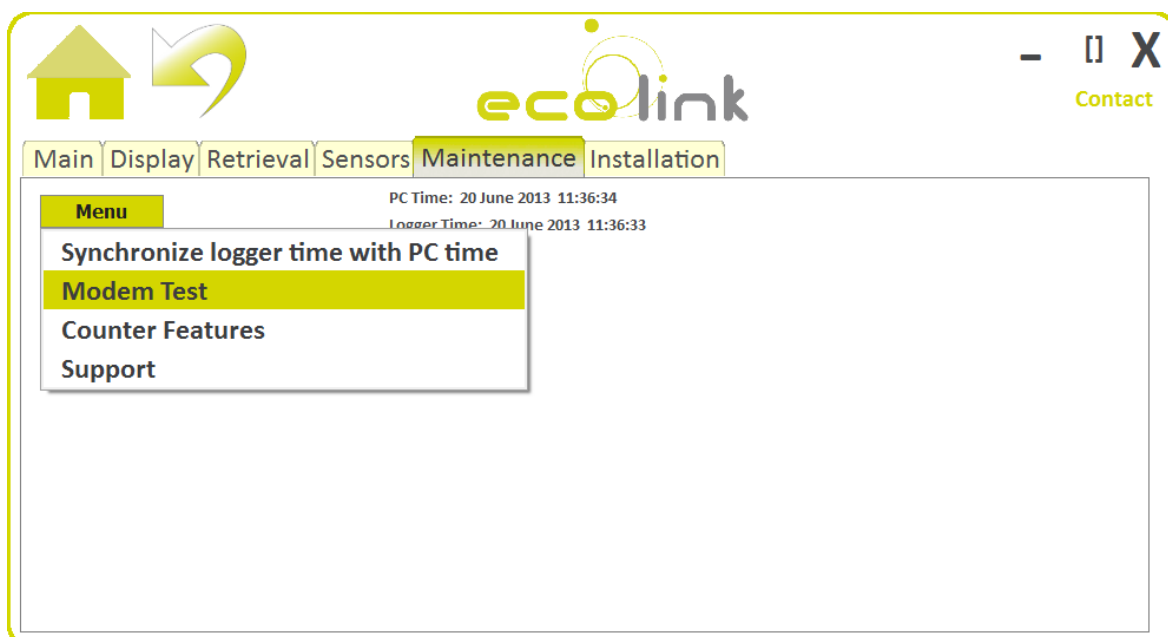 ecolink
- [] X
Contact
Main Display Retrieval Sensors Maintenance Installation
Menu
PC Time: 20 June 2013 11:36:34
Logger Time: 20 June 2013 11:36:33
Synchronize logger time with PC time
Modem Test
Counter Features
Support